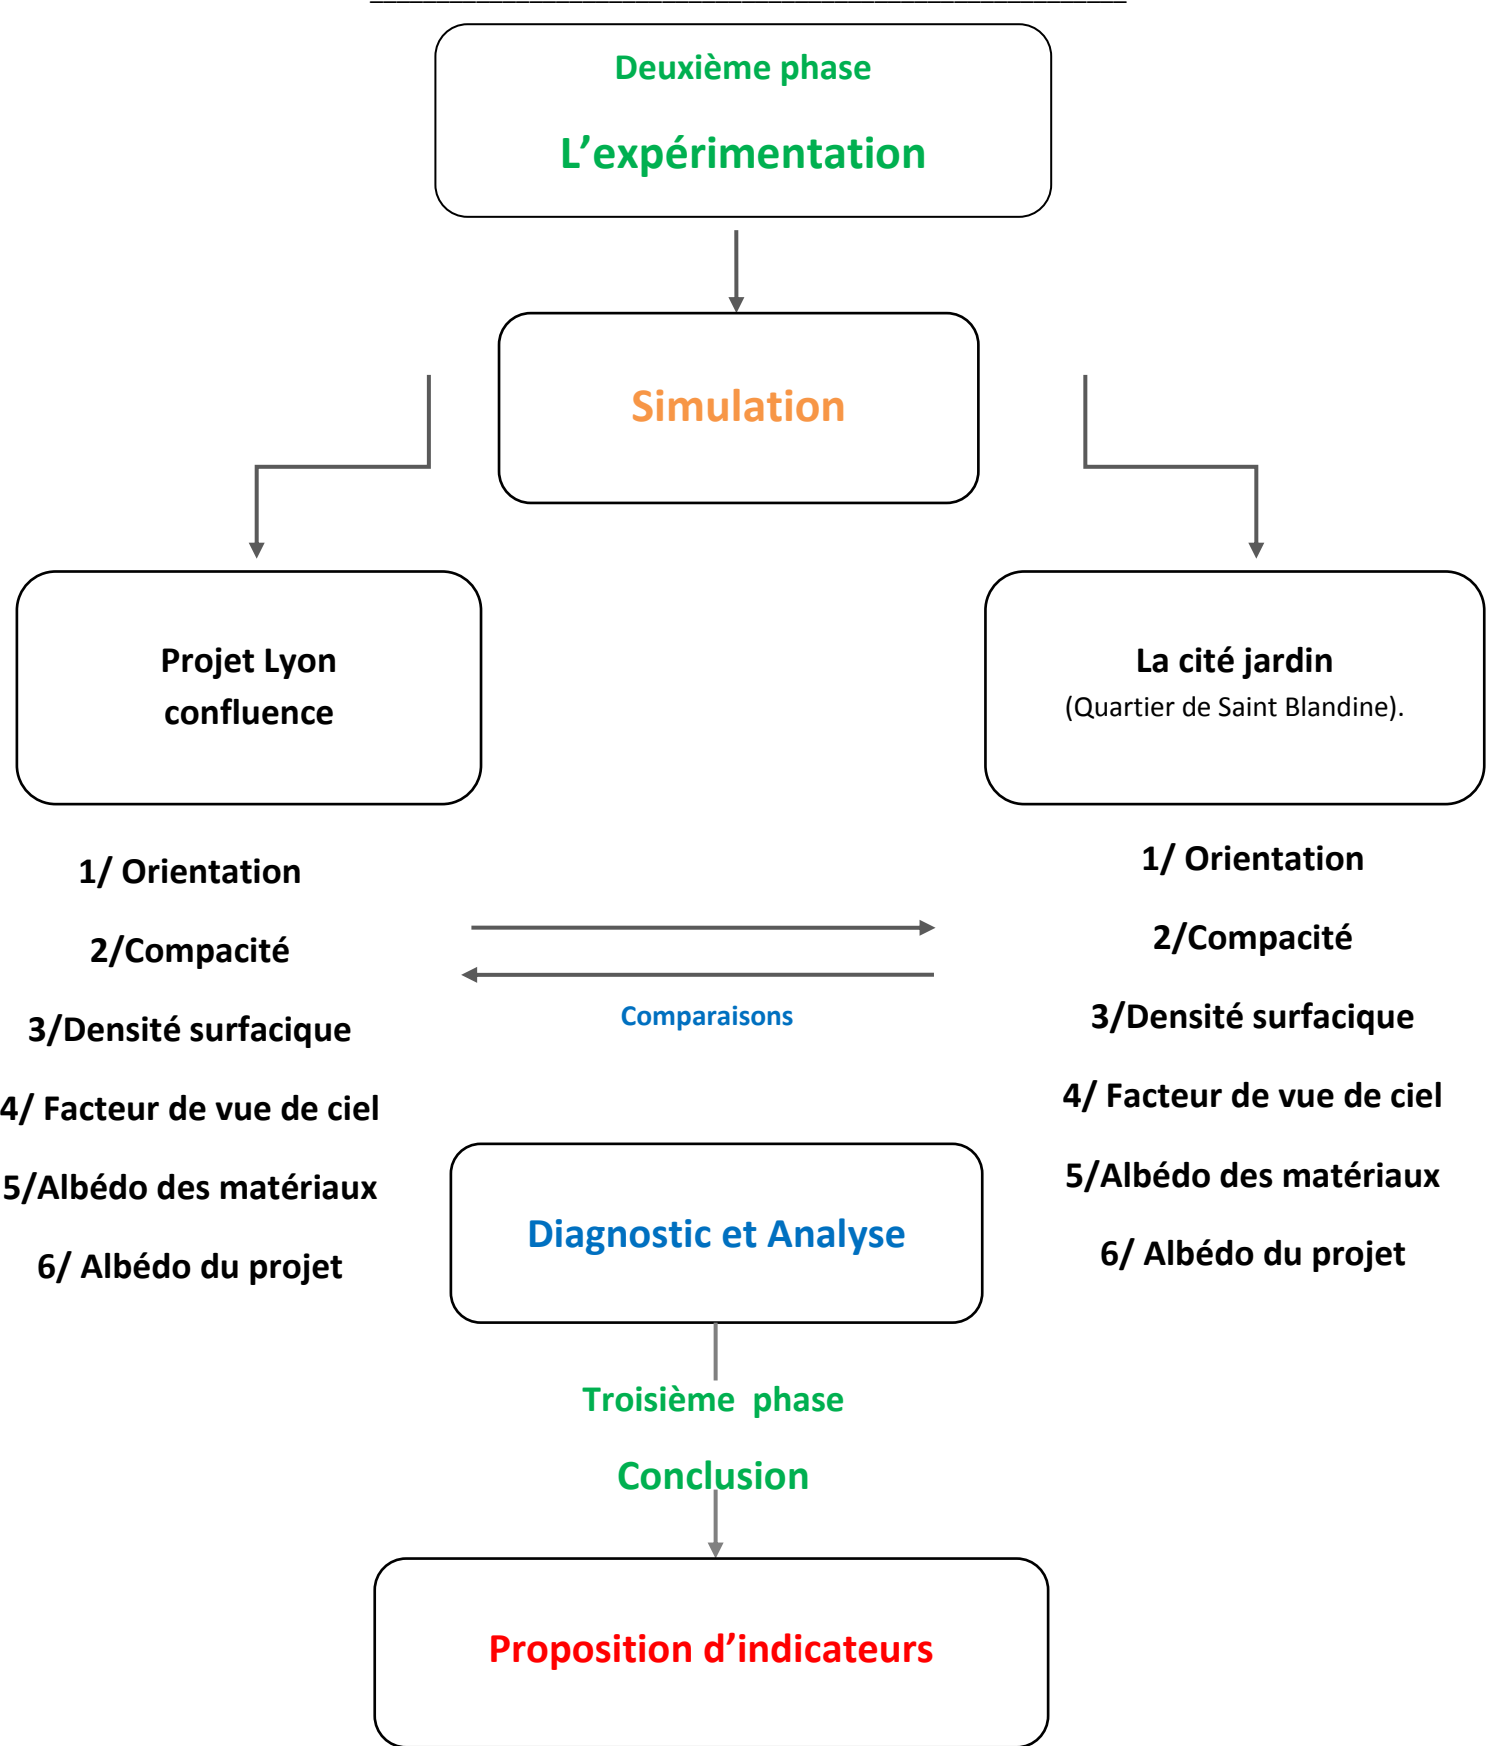 Deuxième phase
L’expérimentation
Simulation
Projet Lyon
confluence
La cité jardin
(Quartier de Saint Blandine).
1/ Orientation
2/Compacité
3/Densité surfacique
4/ Facteur de vue de ciel
5/Albédo des matériaux
6/ Albédo du projet
Comparaisons
1/ Orientation
2/Compacité
3/Densité surfacique
4/ Facteur de vue de ciel
5/Albédo des matériaux
6/ Albédo du projet
Diagnostic et Analyse
Troisième  phase
Conclusion
Proposition d’indicateurs